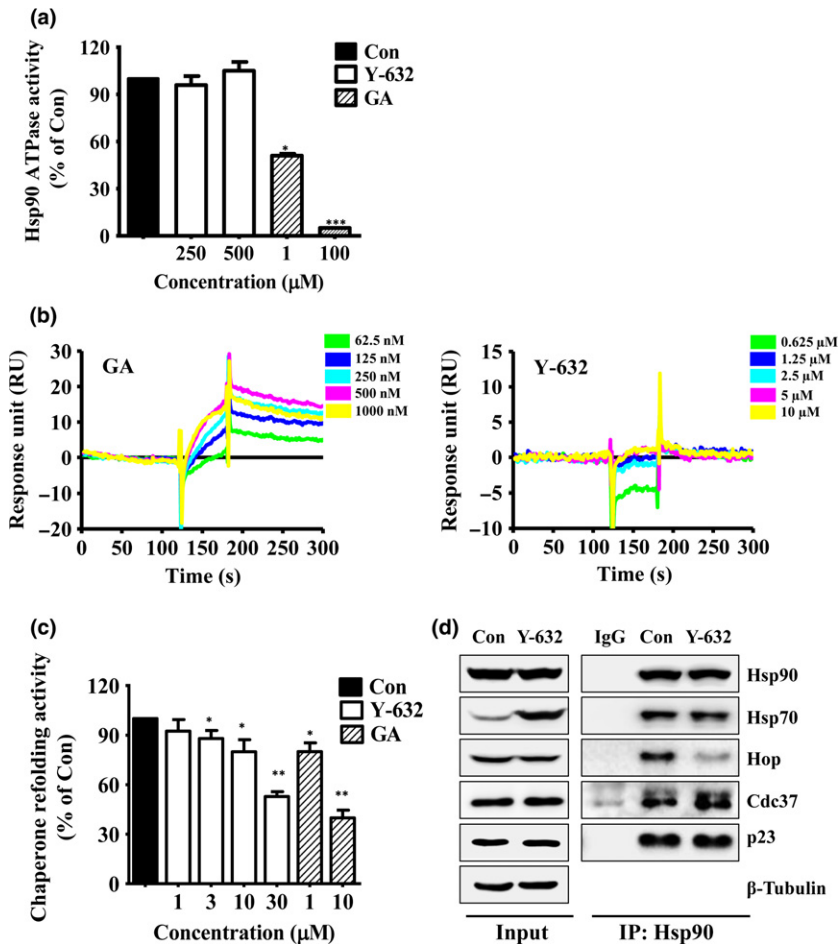 (a)
Hsp90 ATPase activity
(% of Con)
120
90
60
30
0
Con
Y-632
GA
*
***
250 500 1 100
Concentration (µM)
(b)
Response unit (RU)
30
20
10
0
−10
−20
GA
62.5 nM
125 nM
250 nM
500 nM
1000 nM
0 50 100 150 200 250 300
Time (s)
Response unit (RU)
15
10
5
0
−5
−10
Y-632
0.625 µM
1.25 µM
2.5 µM
5 µM
10 µM
0 50 100 150 200 250 300
Time (s)
(c)
Chaperone refolding activity
(% of Con)
120
90
60
30
0
Con
Y-632
GA
* * ** * **
1 3 10 30 1 10
Concentration (µM)
(d)
Con Y-632 IgG Con Y-632
Hsp90
Hsp70
Hop
Cdc37
p23
β-Tubulin
Input IP: Hsp90